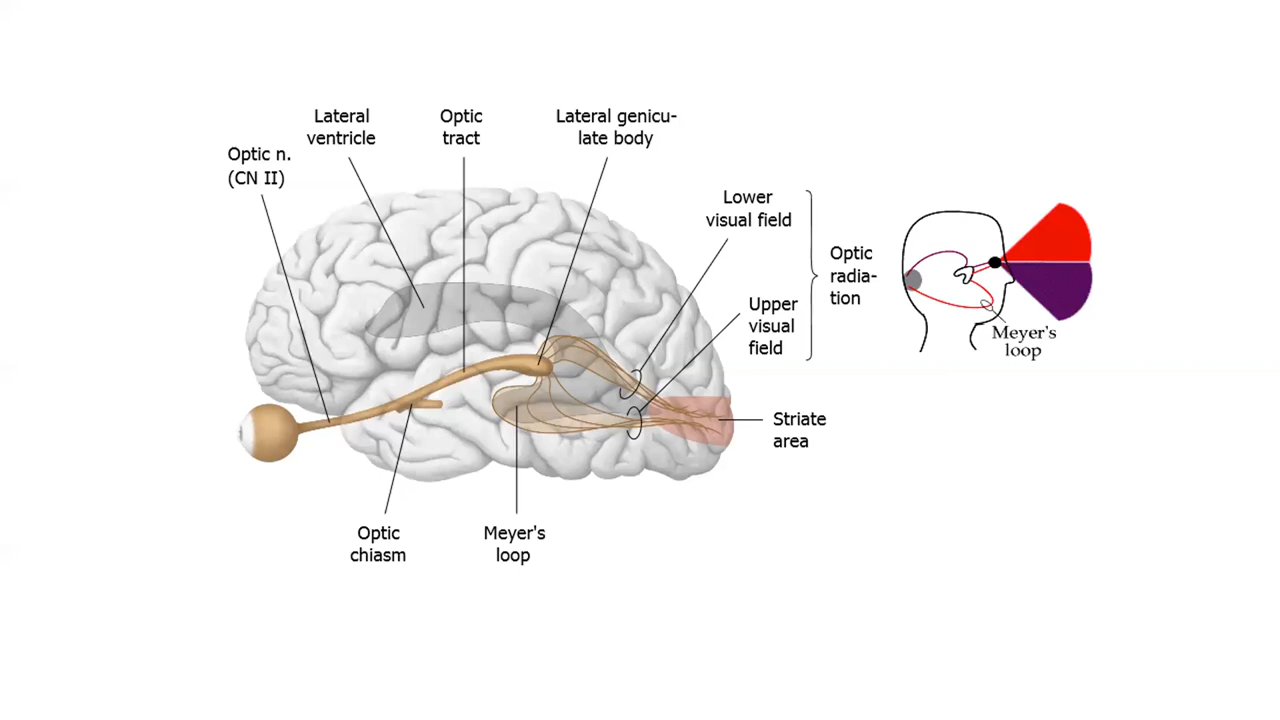 Lateral
ventricle
Optic
tract
Lateral genicu-
late body
Optic n.
(CN II)
Lower
visual field
Upper
visual
field
Optic
radia-
tion
Meyer's
loop
Striate
area
Optic
chiasm
Meyer's
loop